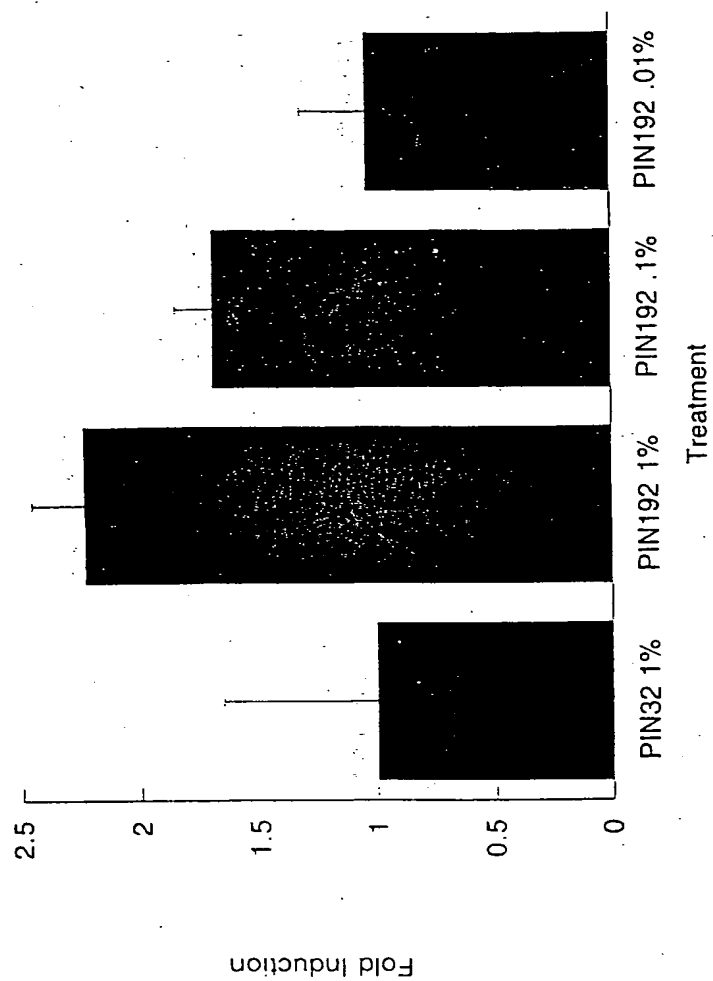 Fold Induction
2.5
2
1.5
1
0.5
0
PIN32 1%
PIN192 1%
PIN192 .1%
PIN192 .01%
Treatment